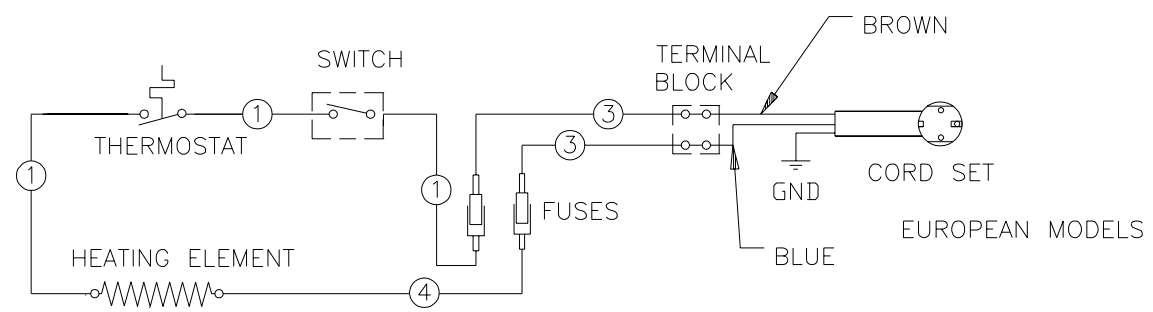 BROWN
SWITCH
TERMINAL
BLOCK
1
3
THERMOSTAT
3
1
1
CORD SET
GND
FUSES
EUROPEAN MODELS
HEATING ELEMENT
BLUE
4